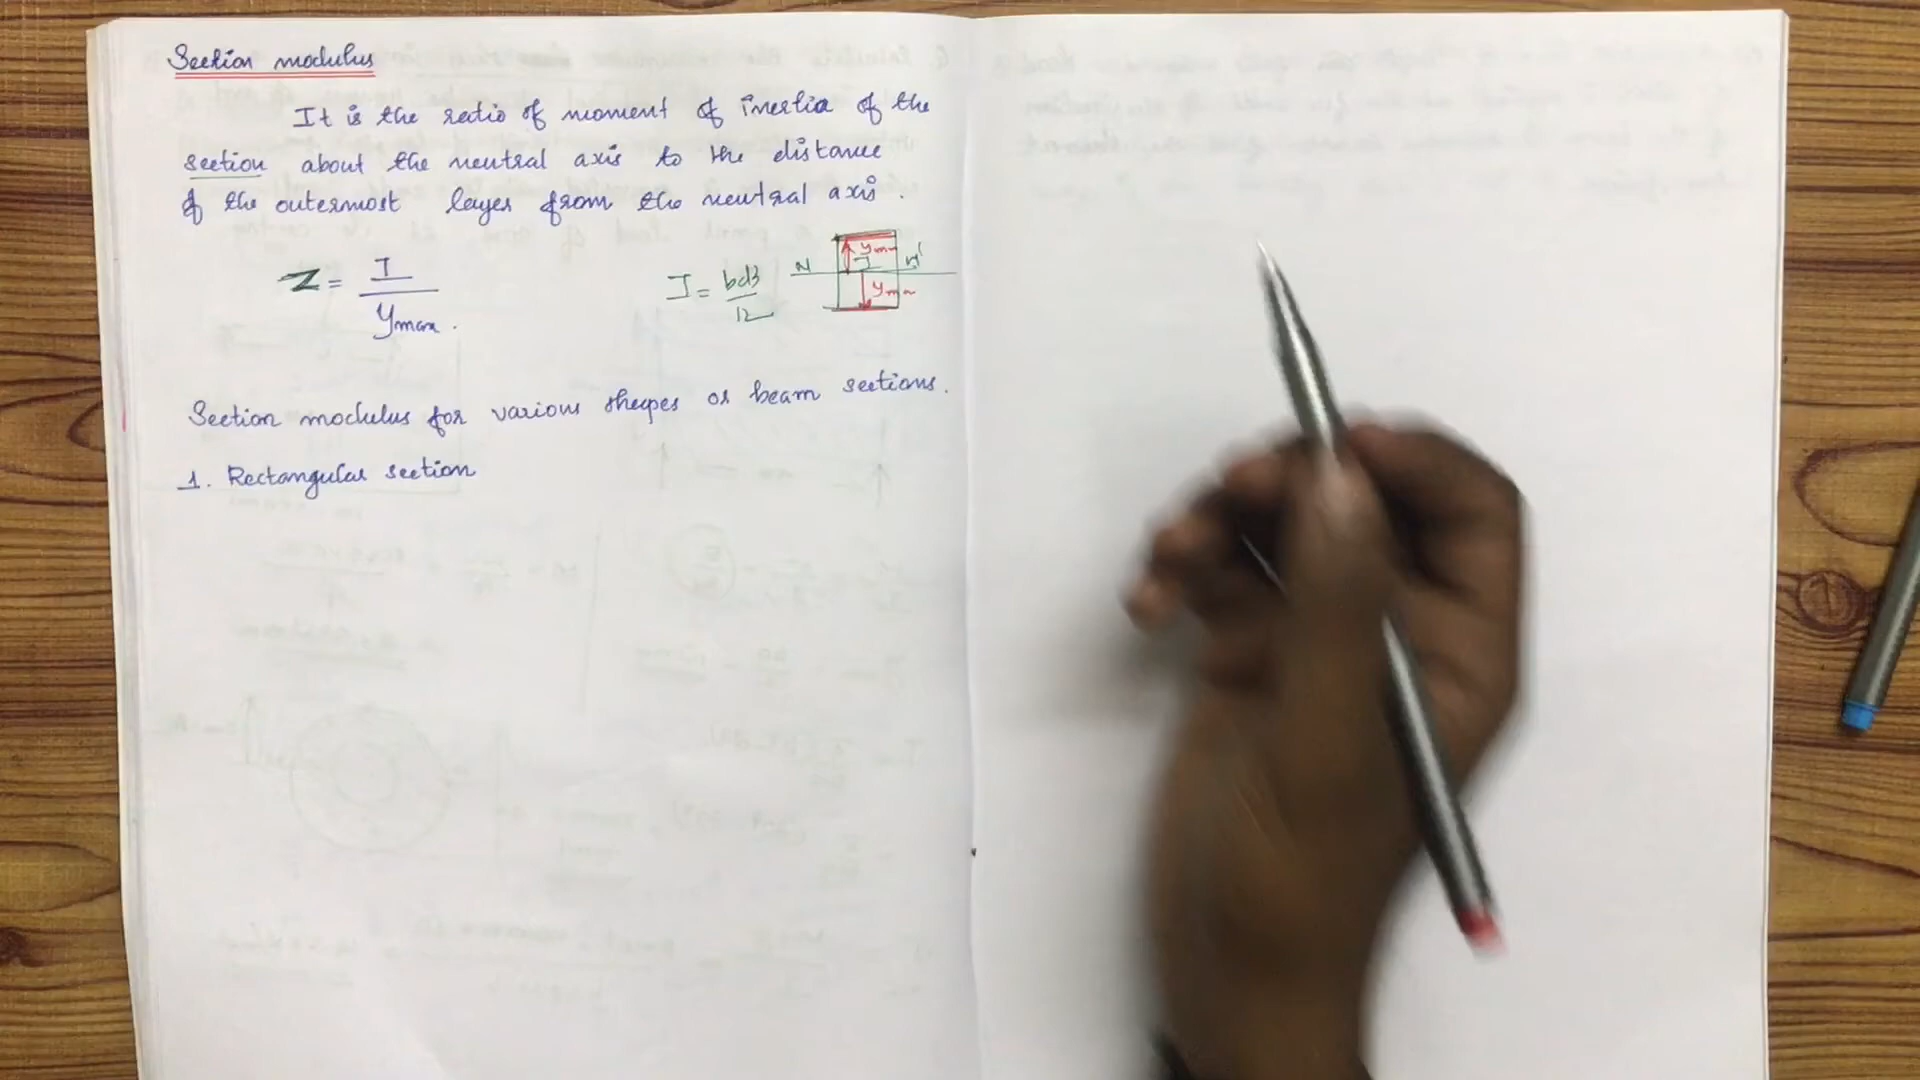 Section modulus
It is the ratio of moment of inertia of the
section about the neutral axis to the distance
of the outermost layer from the neutral axis.
Z = I / ymax.
I = bd3 / 12
N
ymax
I
ymax
Section modulus for various shapes or beam sections.
1. Rectangular section